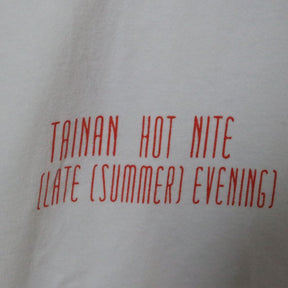 TAINAN HOT NITE
(LATE (SUMMER) EVENING)